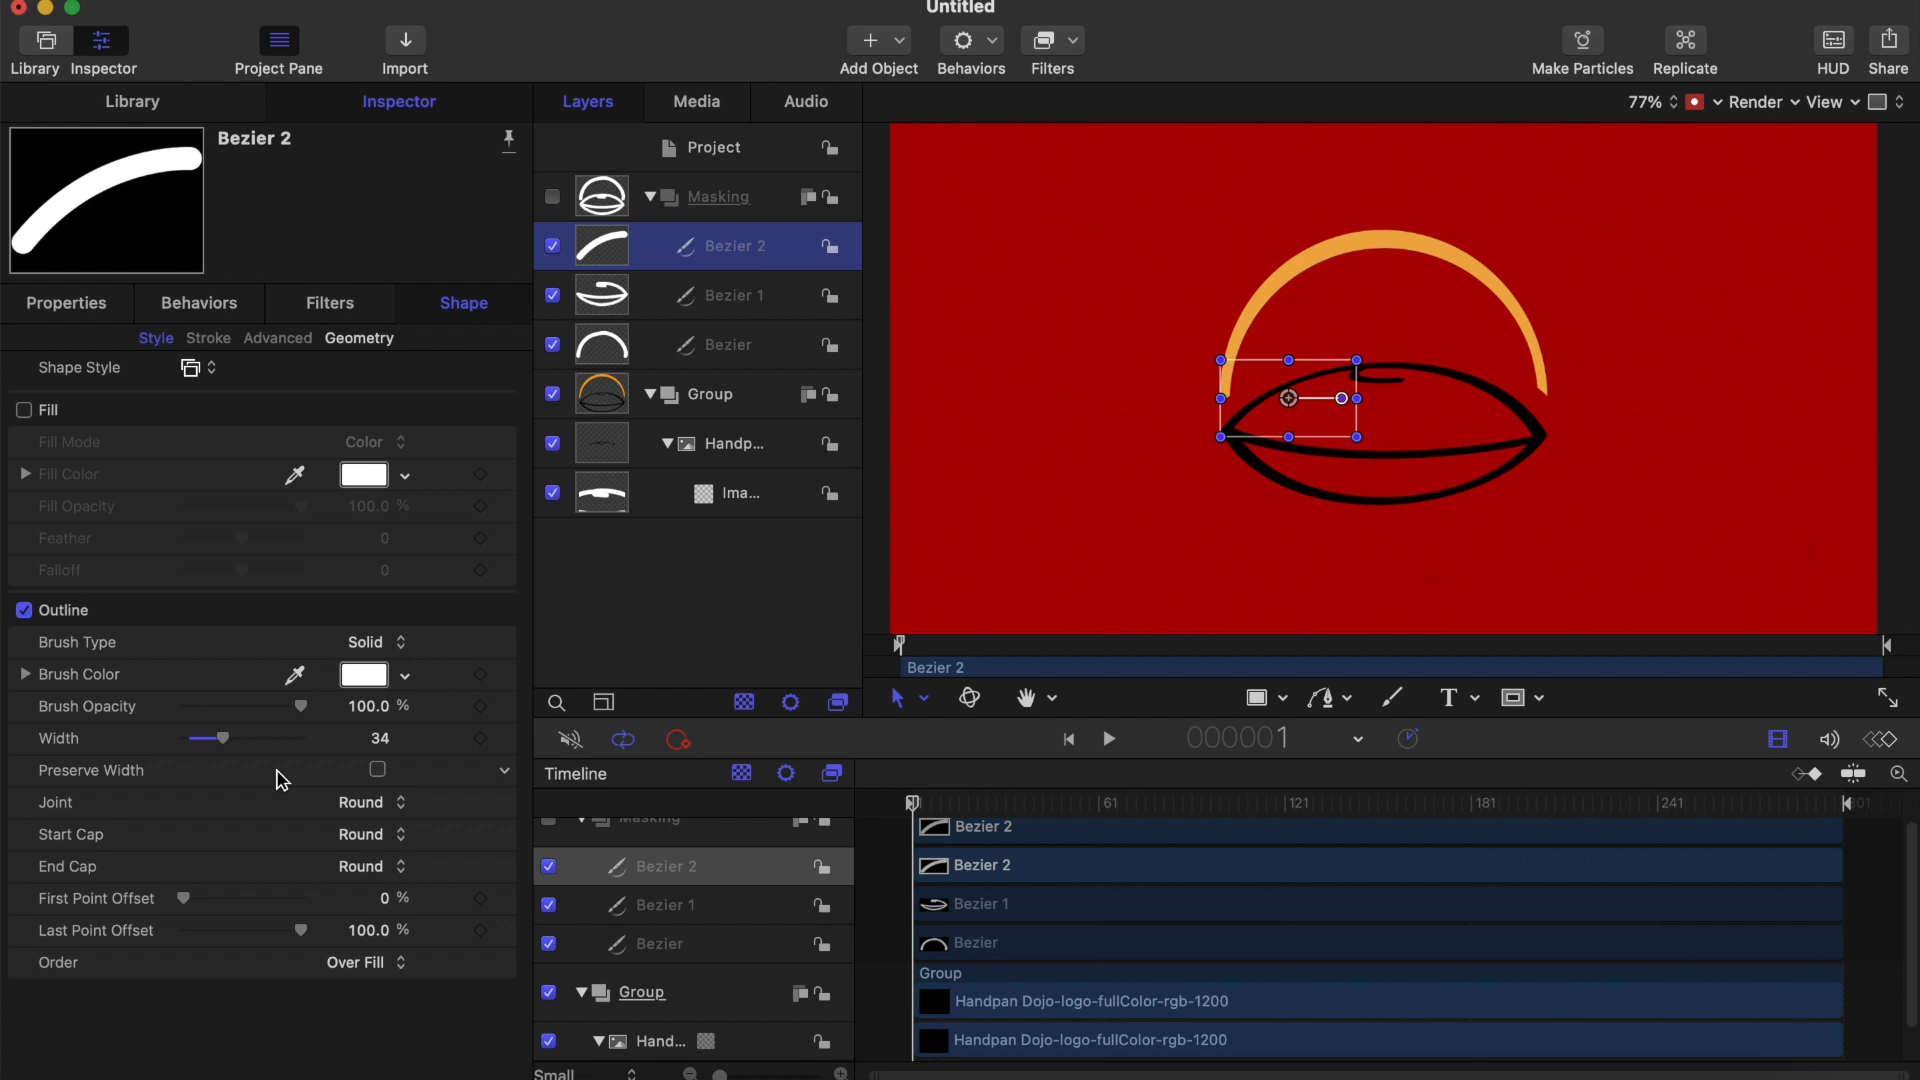 Untitled
Library
Inspector
Project Pane
Import
Add Object
Behaviors
Filters
Make Particles
Replicate
HUD
Share
Library
Inspector
Layers
Media
Audio
77%
Render
View
Bezier 2
Project
Masking
Bezier 2
Bezier 1
Bezier
Group
Handp...
Ima...
Properties
Behaviors
Filters
Shape
Style
Stroke
Advanced
Geometry
Shape Style
Fill
Fill Mode
Color
Fill Color
Fill Opacity
100.0 %
Feather
0
Falloff
0
Outline
Brush Type
Solid
Brush Color
Brush Opacity
100.0 %
Width
34
Preserve Width
Joint
Round
Start Cap
Round
End Cap
Round
First Point Offset
0 %
Last Point Offset
100.0 %
Order
Over Fill
Bezier 2
T
000001
Timeline
61
121
181
241
301
Masking
Bezier 2
Bezier 2
Bezier 2
Bezier 1
Bezier 1
Bezier
Bezier
Group
Group
Handpan Dojo-logo-fullColor-rgb-1200
Hand...
Handpan Dojo-logo-fullColor-rgb-1200
Small